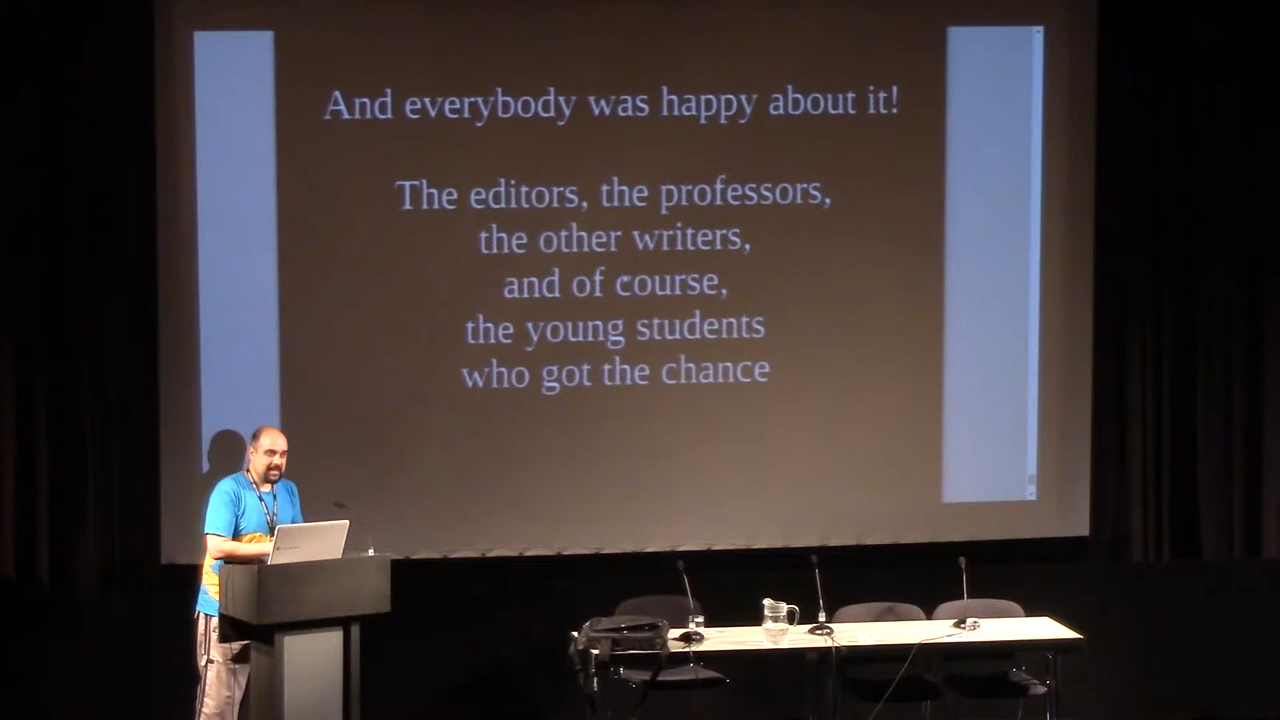 And everybody was happy about it!
The editors, the professors,
the other writers,
and of course,
the young students
who got the chance